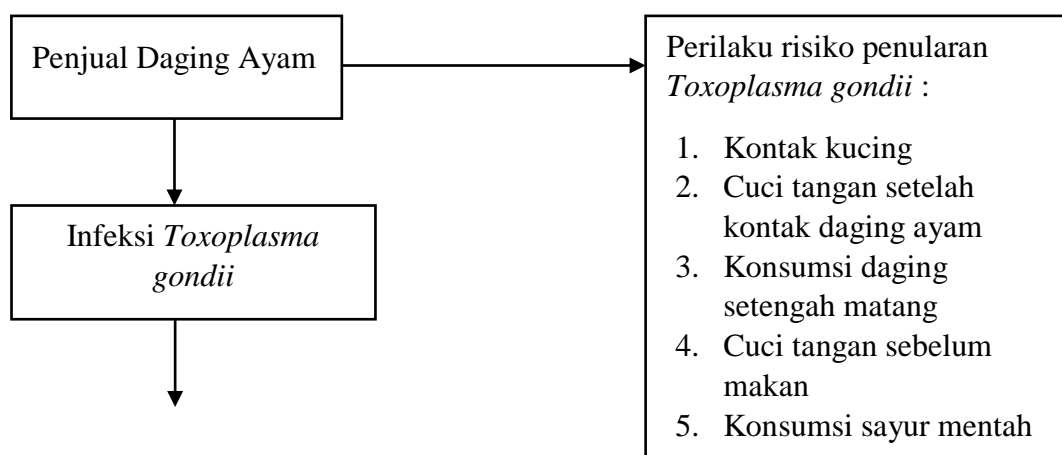 Penjual Daging Ayam
Infeksi Toxoplasma
gondii
Perilaku risiko penularan
Toxoplasma gondii :
1. Kontak kucing
2. Cuci tangan setelah
kontak daging ayam
3. Konsumsi daging
setengah matang
4. Cuci tangan sebelum
makan
5. Konsumsi sayur mentah